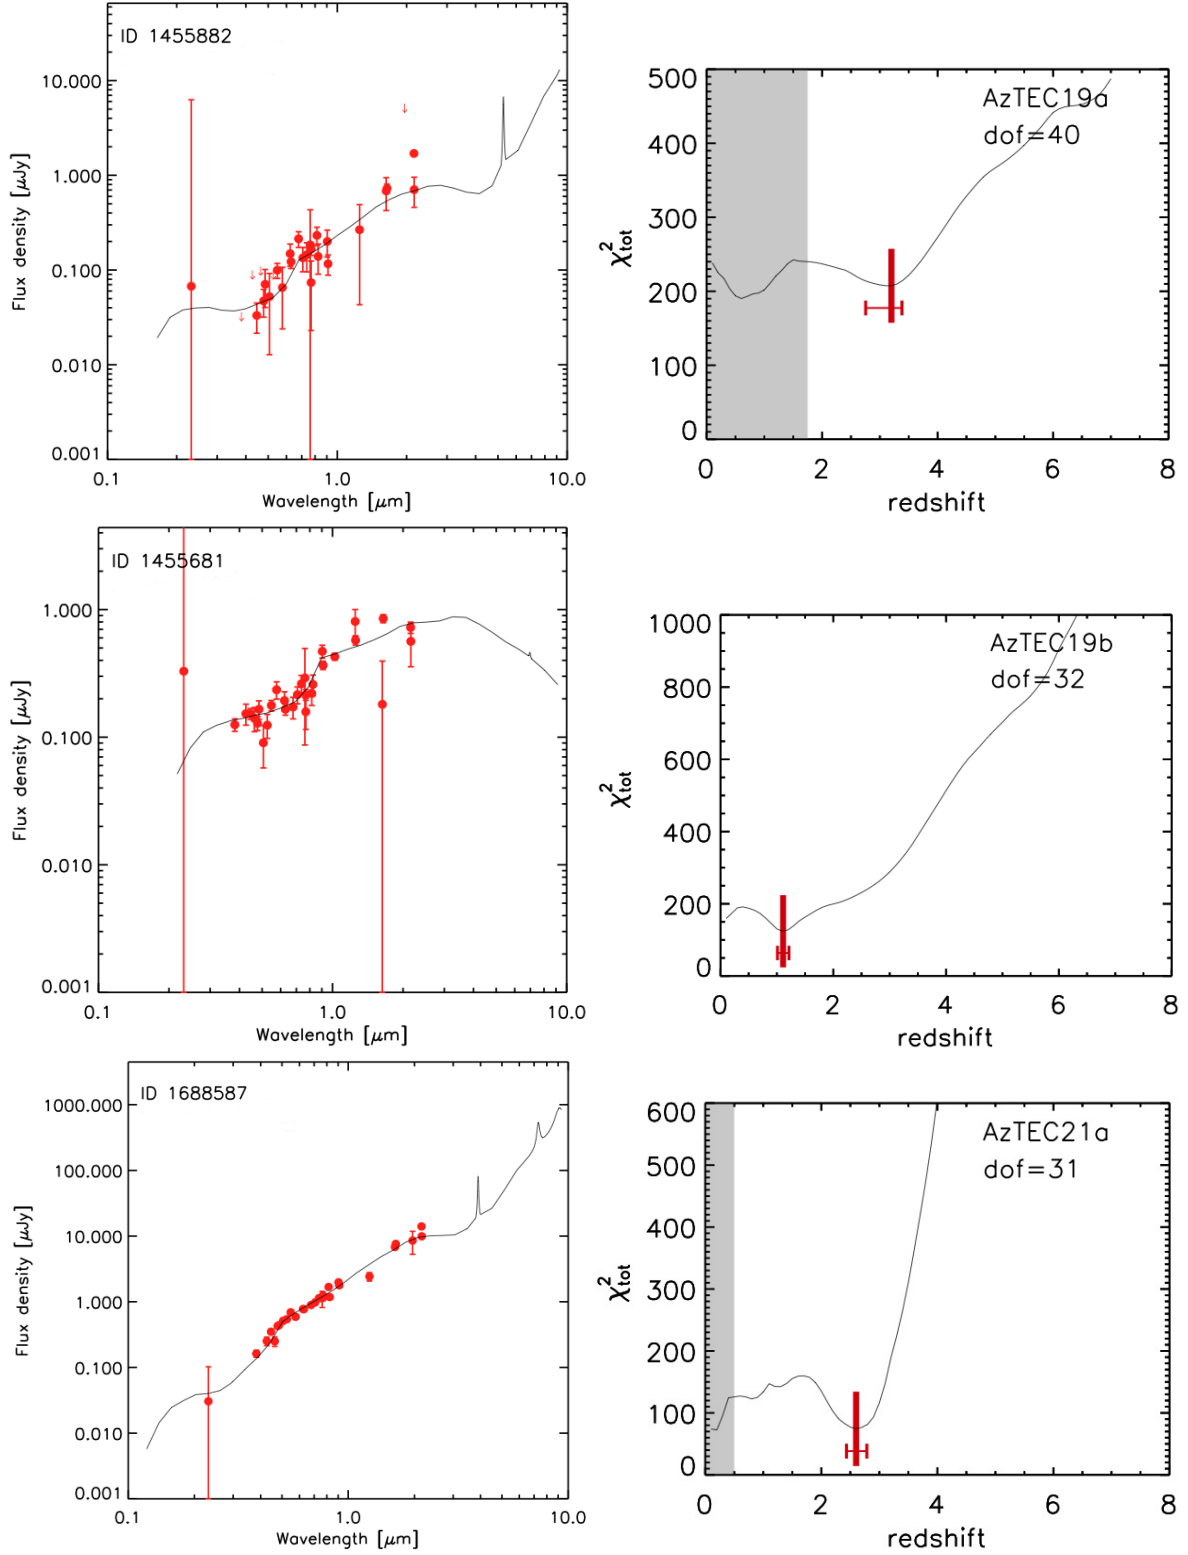 ID 1455882
Flux density [μJy]
10.000
1.000
0.100
0.010
0.001
0.1
1.0
10.0
Wavelength [μm]
AzTEC19a
dof=40
χ²tot
500
400
300
200
100
0
0 2 4 6 8
redshift
ID 1455681
Flux density [μJy]
1.000
0.100
0.010
0.001
0.1
1.0
10.0
Wavelength [μm]
AzTEC19b
dof=32
χ²tot
1000
800
600
400
200
0
0 2 4 6 8
redshift
ID 1688587
Flux density [μJy]
1000.000
100.000
10.000
1.000
0.100
0.010
0.001
0.1
1.0
10.0
Wavelength [μm]
AzTEC21a
dof=31
χ²tot
600
500
400
300
200
100
0
0 2 4 6 8
redshift